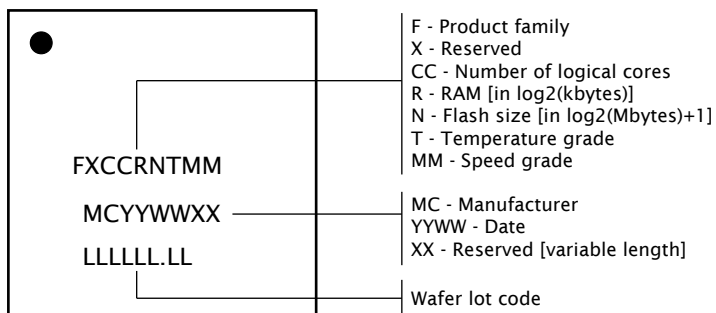 F - Product family
X - Reserved
CC - Number of logical cores
R - RAM [in log2(kbytes)]
N - Flash size [in log2(Mbytes)+1]
T - Temperature grade
MM - Speed grade
FXCCRNTMM
MCYYWWXX
MC - Manufacturer
YYWW - Date
XX - Reserved [variable length]
LLLLLL.LL
Wafer lot code